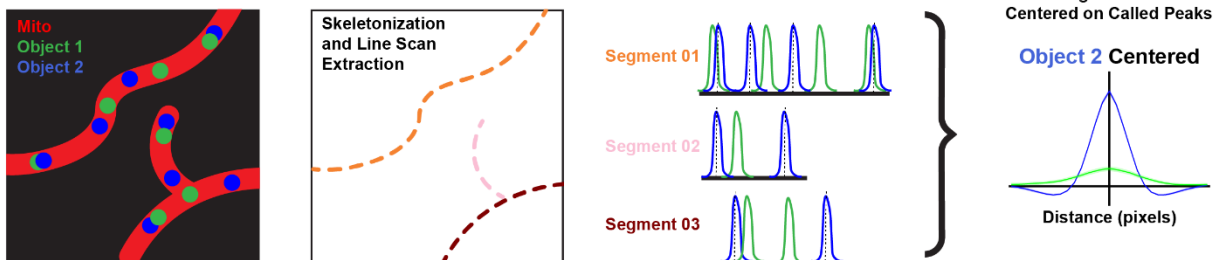 Mito
Object 1
Object 2
Skeletonization
and Line Scan
Extraction
Segment 01
Segment 02
Segment 03
Centered on Called Peaks
Object 2 Centered
Distance (pixels)